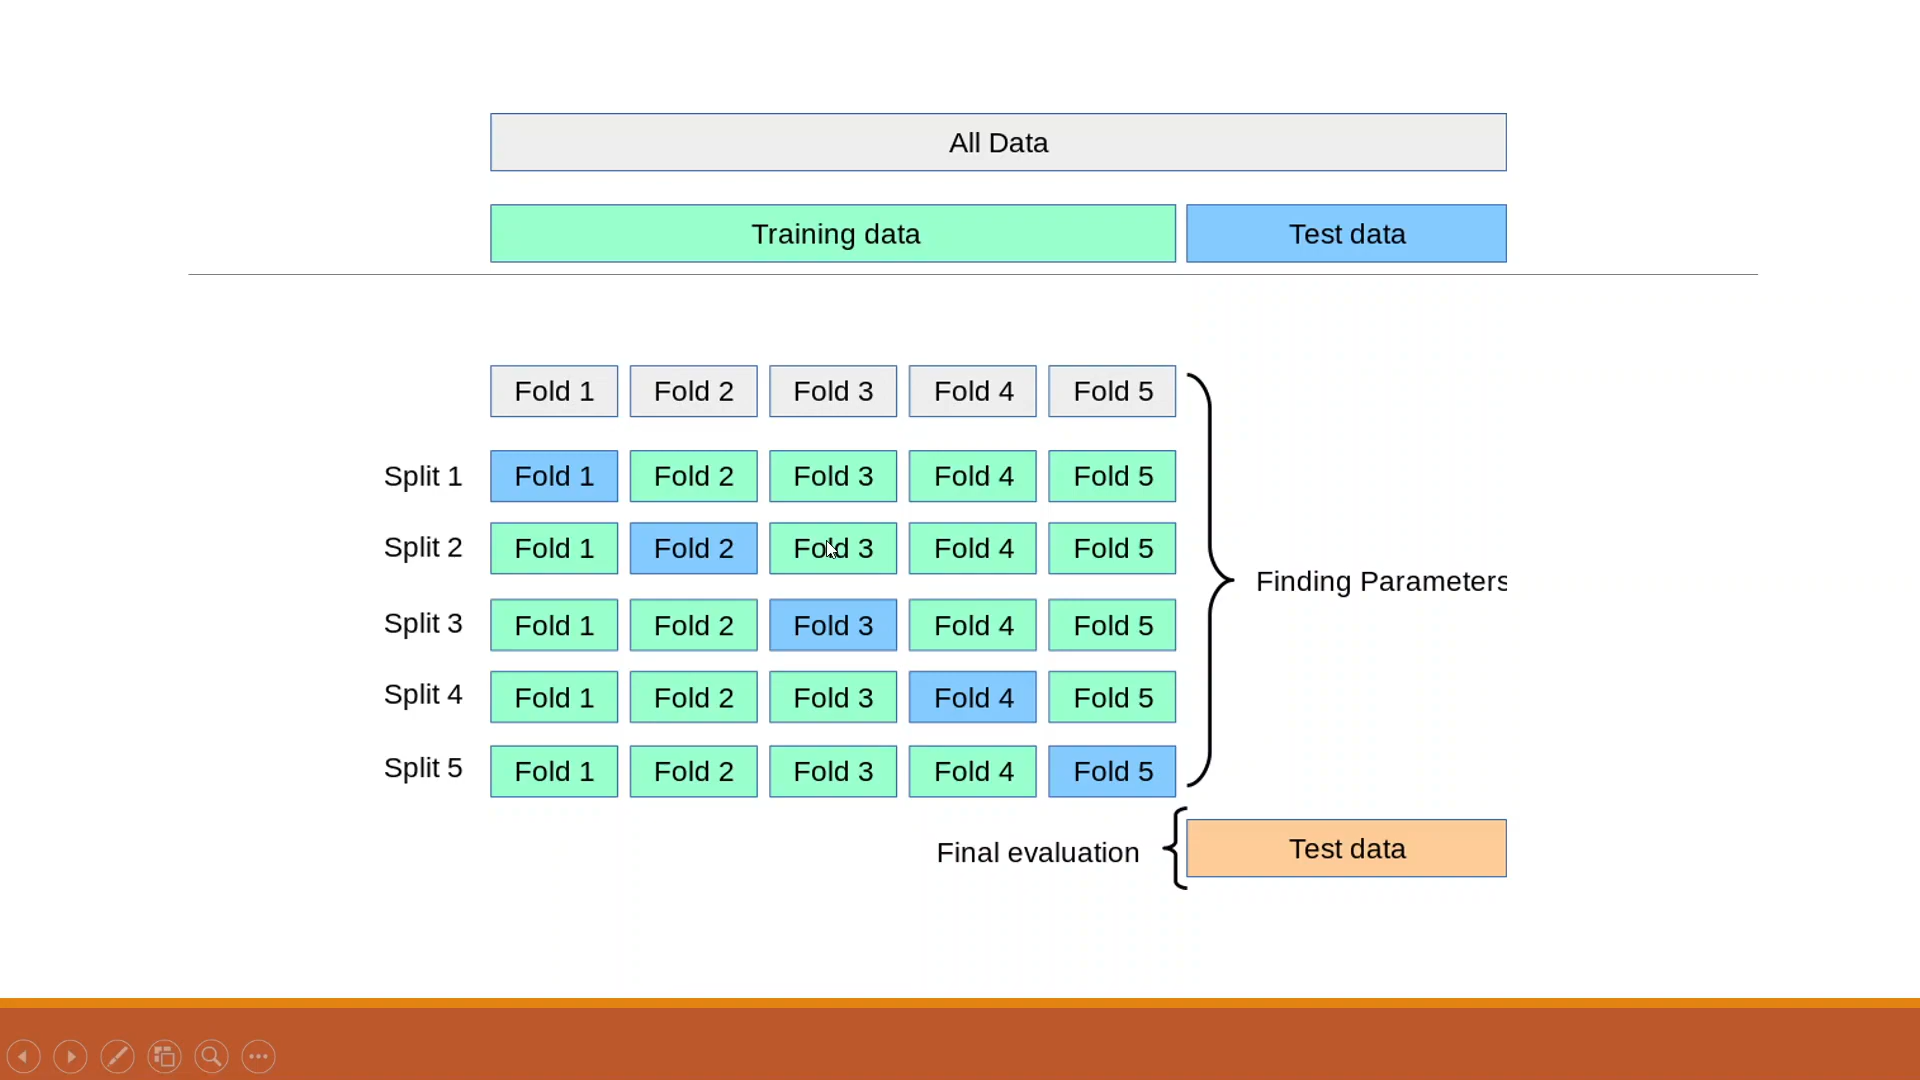 All Data
Training data Test data
Fold 1 Fold 2 Fold 3 Fold 4 Fold 5
Split 1 Fold 1 Fold 2 Fold 3 Fold 4 Fold 5
Split 2 Fold 1 Fold 2 Fold 3 Fold 4 Fold 5
Finding Parameters
Split 3 Fold 1 Fold 2 Fold 3 Fold 4 Fold 5
Split 4 Fold 1 Fold 2 Fold 3 Fold 4 Fold 5
Split 5 Fold 1 Fold 2 Fold 3 Fold 4 Fold 5
Final evaluation Test data